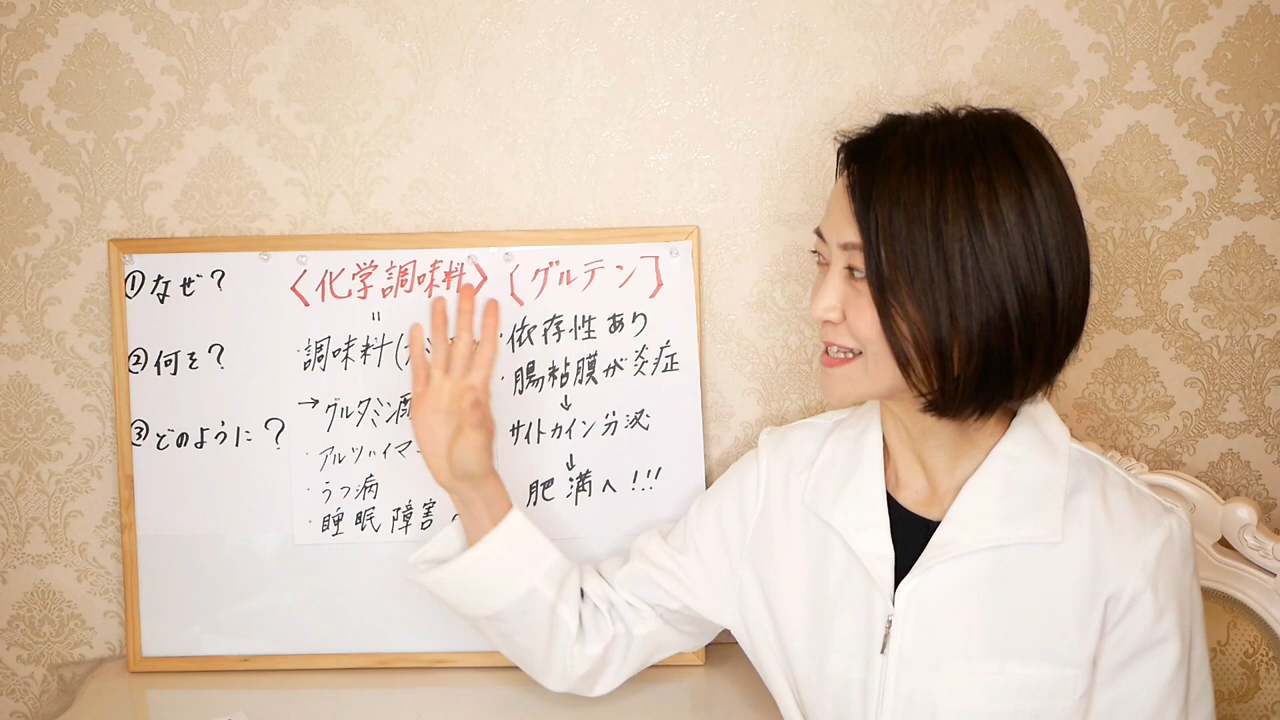 ①なぜ?
②何を?
③どのように?
〈化学調味料〉
〃
調味料(
→グルタミン酸
・アルツハイマー
・うつ病
・睡眠障害
[グルテン]
・依存性あり
・腸粘膜が炎症
↓
サイトカイン分泌
↓
肥満へ!!!